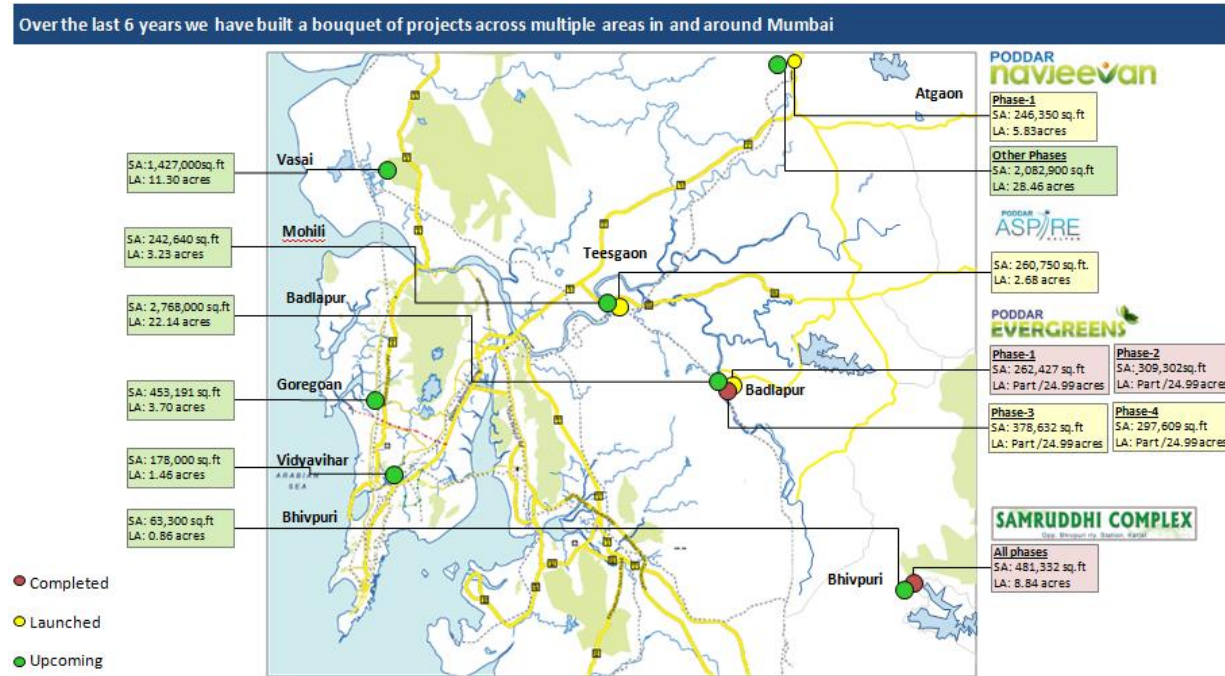 Over the last 6 years we have built a bouquet of projects across multiple areas in and around Mumbai
SA:1,427,000sq.ft
LA: 11.30 acres
Vasai
SA: 242,640 sq.ft
LA: 3.23 acres
Mohili
SA: 2,768,000 sq.ft
LA: 22.14 acres
Badlapur
SA: 453,191 sq.ft
LA: 3.70 acres
Goregoan
SA: 178,000 sq.ft
LA: 1.46 acres
Vidyavihar
ARABIAN
SEA
SA: 63,300 sq.ft
LA: 0.86 acres
Bhivpuri
Completed
Launched
Upcoming
Atgaon
Teesgaon
Badlapur
Bhivpuri
PODDAR
navjeevan
Phase-1
SA: 246,350 sq.ft
LA: 5.83acres
Other Phases
SA: 2,082,900 sq.ft
LA: 28.46 acres
PODDAR
ASPIRE
KALYAN
SA: 260,750 sq.ft.
LA: 2.68 acres
PODDAR
EVERGREENS
Phase-1
SA: 262,427 sq.ft
LA: Part/24.99acres
Phase-2
SA: 309,302sq.ft
LA: Part/24.99acres
Phase-3
SA: 378,632 sq.ft
LA: Part/24.99acres
Phase-4
SA: 297,609sq.ft
LA: Part/24.99acres
SAMRUDDHI COMPLEX
Opp. Bhivpuri rly. Station, Karjat
All phases
SA: 481,332 sq.ft
LA: 8.84 acres